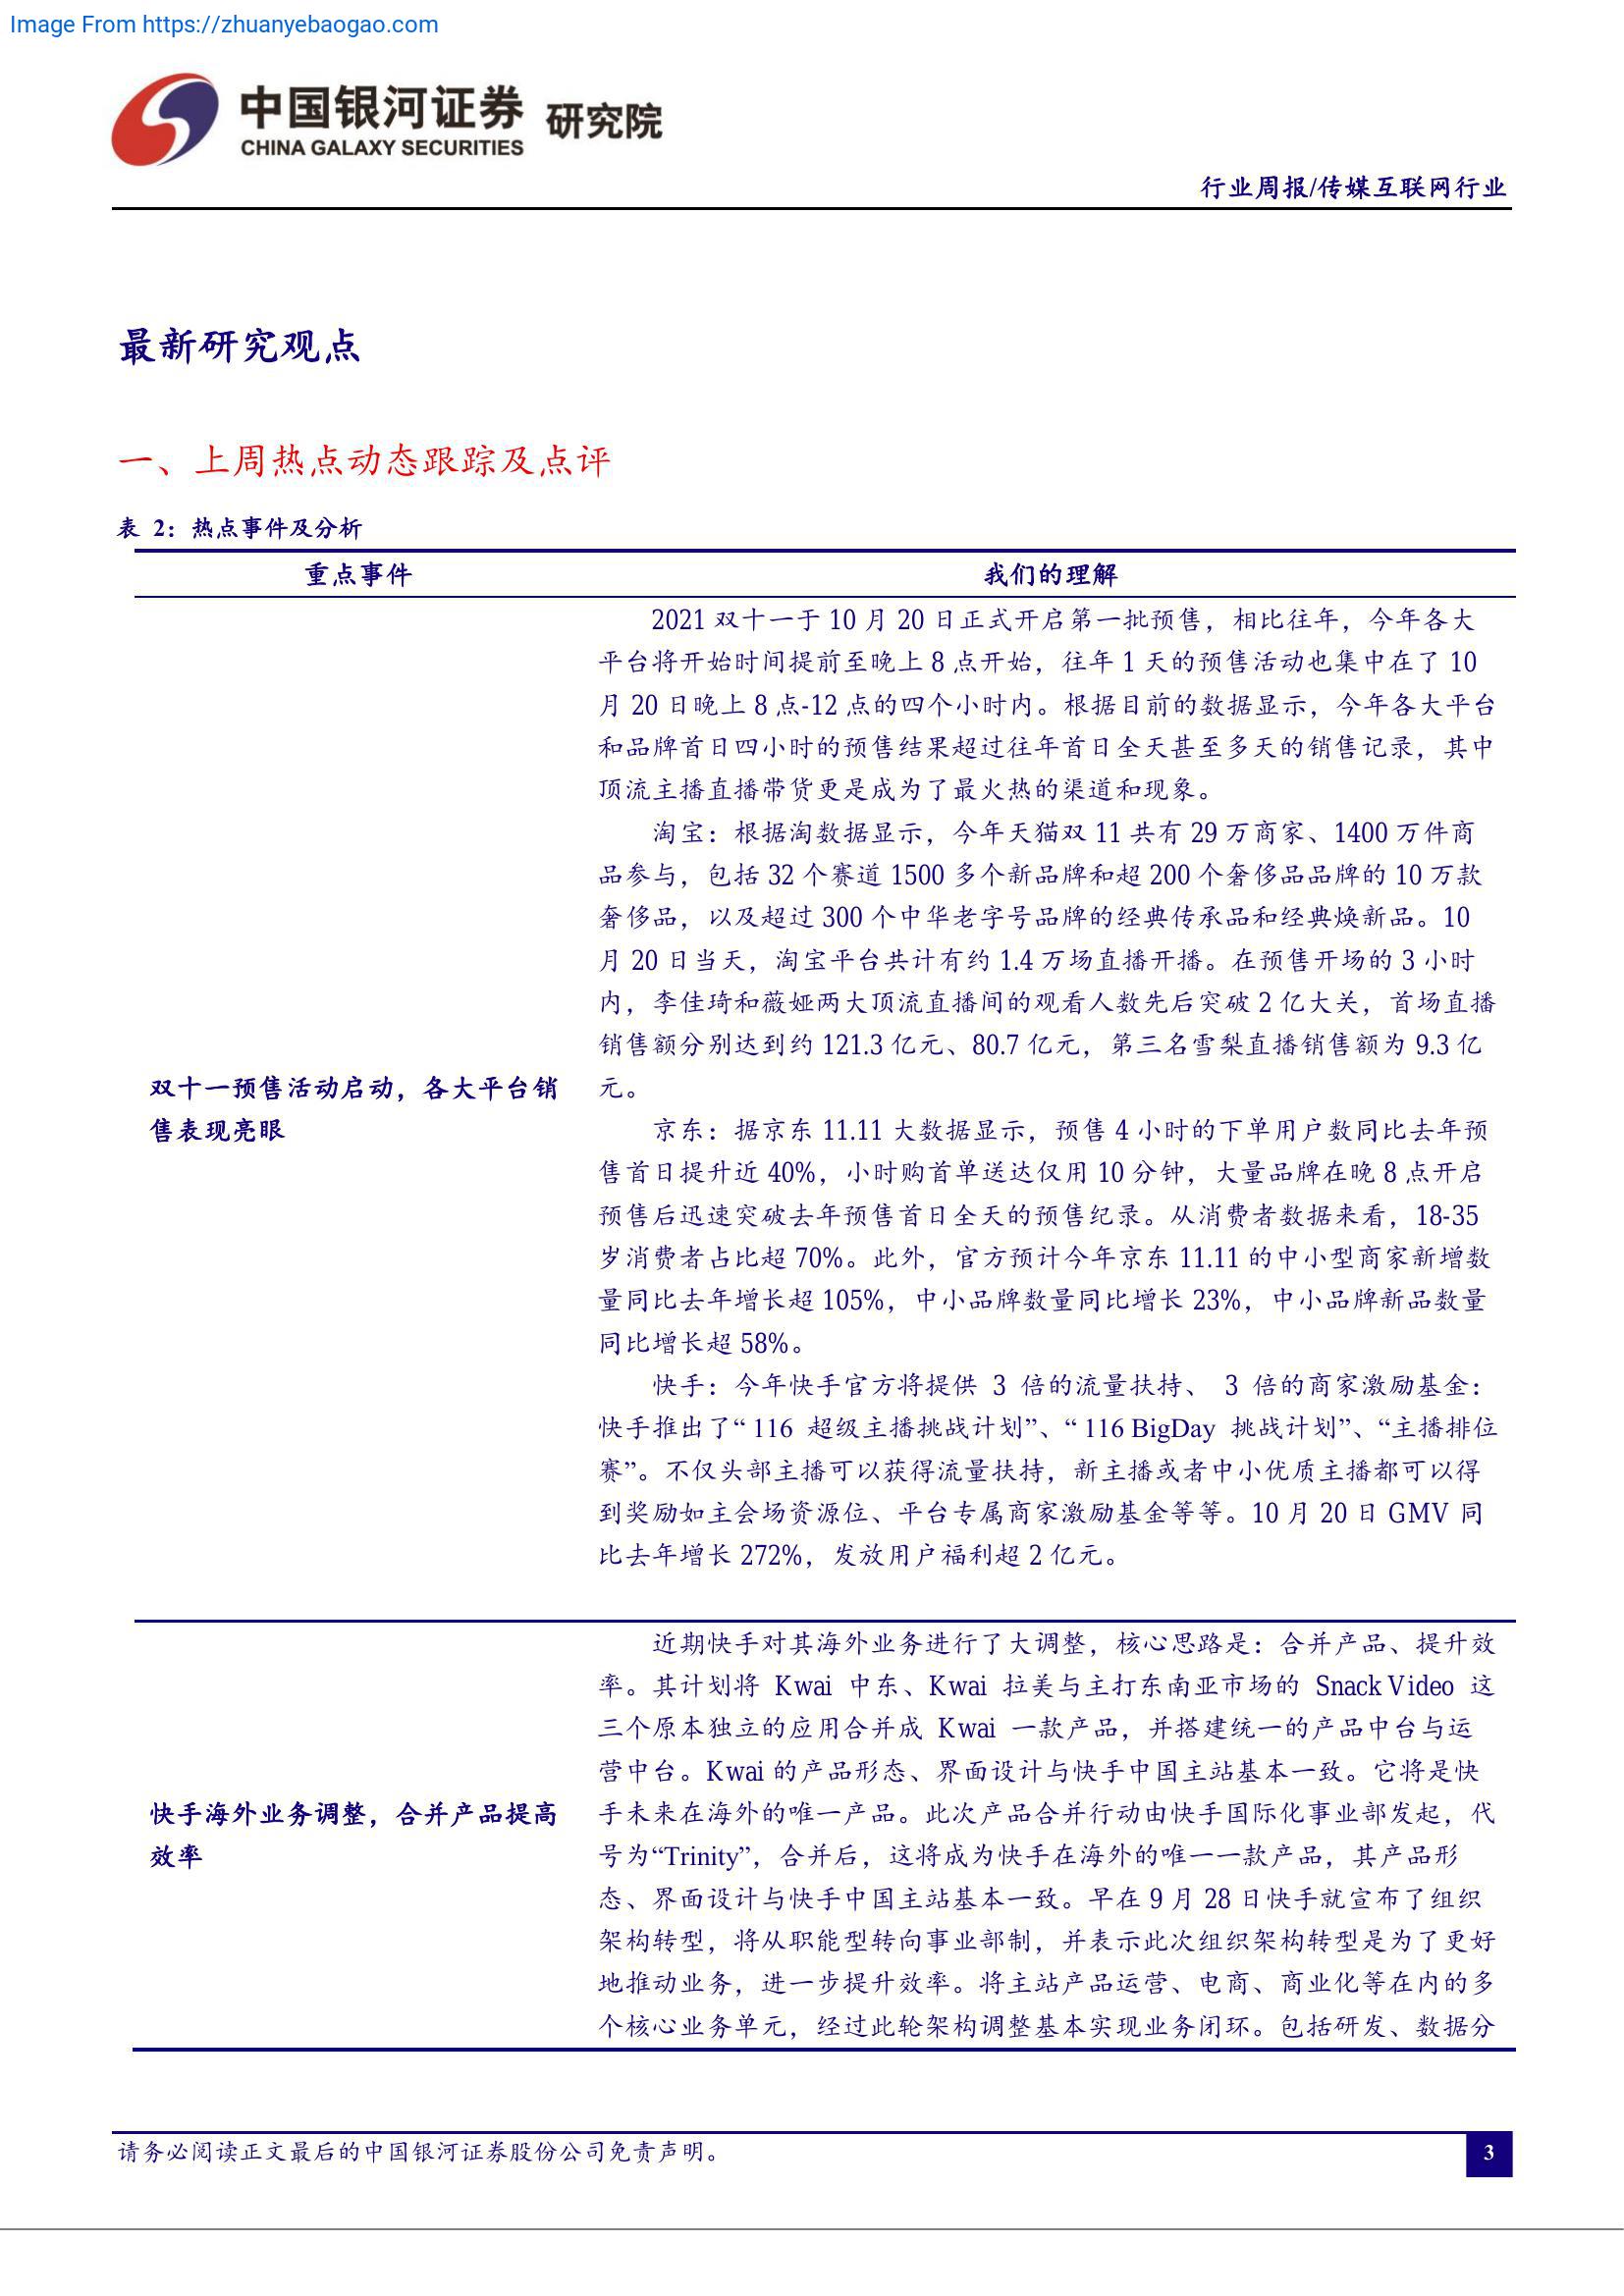 Image From https://zhuanyebaogao.com
中国银河证券 研究院
CHINA GALAXY SECURITIES
行业周报/传媒互联网行业
最新研究观点
一、上周热点动态跟踪及点评
表 2：热点事件及分析
重点事件 我们的理解
双十一预售活动启动，各大平台销
售表现亮眼
2021 双十一于 10 月 20 日正式开启第一批预售，相比往年，今年各大
平台将开始时间提前至晚上 8 点开始，往年 1 天的预售活动也集中在了 10
月 20 日晚上 8 点-12 点的四个小时内。根据目前的数据显示，今年各大平台
和品牌首日四小时的预售结果超过往年首日全天甚至多天的销售记录，其中
顶流主播直播带货更是成为了最火热的渠道和现象。
淘宝：根据淘数据显示，今年天猫双 11 共有 29 万商家、1400 万件商
品参与，包括 32 个赛道 1500 多个新品牌和超 200 个奢侈品品牌的 10 万款
奢侈品，以及超过 300 个中华老字号品牌的经典传承品和经典焕新品。10
月 20 日当天，淘宝平台共计有约 1.4 万场直播开播。在预售开场的 3 小时
内，李佳琦和薇娅两大顶流直播间的观看人数先后突破 2 亿大关，首场直播
销售额分别达到约 121.3 亿元、80.7 亿元，第三名雪梨直播销售额为 9.3 亿
元。
京东：据京东 11.11 大数据显示，预售 4 小时的下单用户数同比去年预
售首日提升近 40%，小时购首单送达仅用 10 分钟，大量品牌在晚 8 点开启
预售后迅速突破去年预售首日全天的预售纪录。从消费者数据来看，18-35
岁消费者占比超 70%。此外，官方预计今年京东 11.11 的中小型商家新增数
量同比去年增长超 105%，中小品牌数量同比增长 23%，中小品牌新品数量
同比增长超 58%。
快手：今年快手官方将提供 3 倍的流量扶持、 3 倍的商家激励基金：
快手推出了“ 116 超级主播挑战计划”、“ 116 BigDay 挑战计划”、“主播排位
赛”。不仅头部主播可以获得流量扶持，新主播或者中小优质主播都可以得
到奖励如主会场资源位、平台专属商家激励基金等等。10 月 20 日 GMV 同
比去年增长 272%，发放用户福利超 2 亿元。
快手海外业务调整，合并产品提高
效率
近期快手对其海外业务进行了大调整，核心思路是：合并产品、提升效
率。其计划将 Kwai 中东、Kwai 拉美与主打东南亚市场的 Snack Video 这
三个原本独立的应用合并成 Kwai 一款产品，并搭建统一的产品中台与运
营中台。Kwai 的产品形态、界面设计与快手中国主站基本一致。它将是快
手未来在海外的唯一产品。此次产品合并行动由快手国际化事业部发起，代
号为“Trinity”，合并后，这将成为快手在海外的唯一一款产品，其产品形
态、界面设计与快手中国主站基本一致。早在 9 月 28 日快手就宣布了组织
架构转型，将从职能型转向事业部制，并表示此次组织架构转型是为了更好
地推动业务，进一步提升效率。将主站产品运营、电商、商业化等在内的多
个核心业务单元，经过此轮架构调整基本实现业务闭环。包括研发、数据分
请务必阅读正文最后的中国银河证券股份公司免责声明。
3